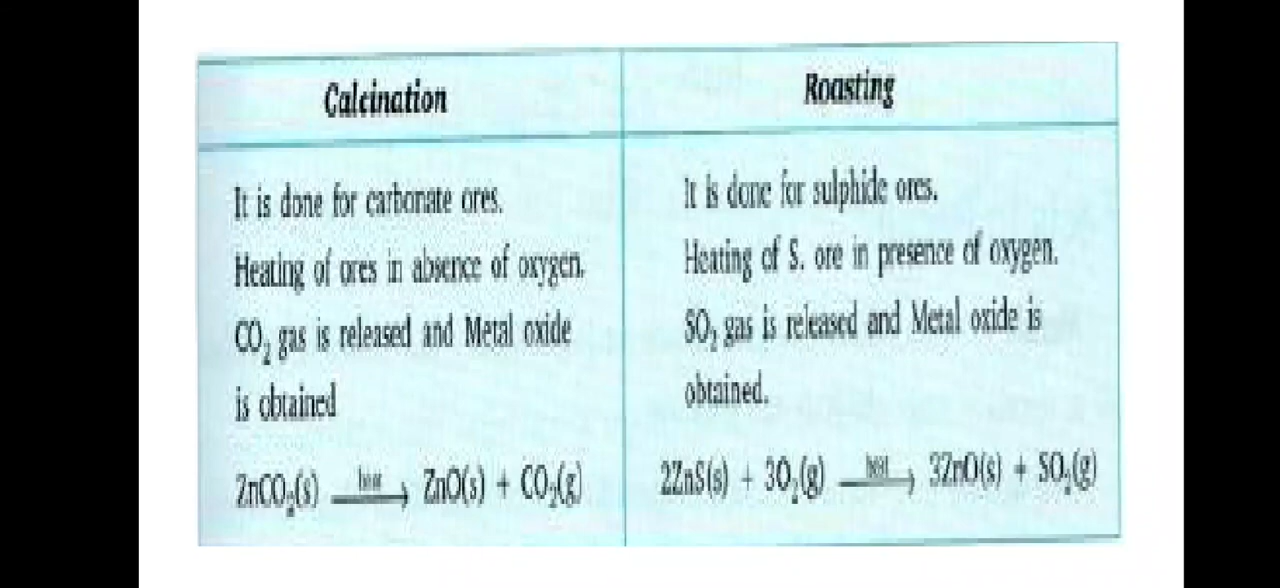 Calcination
It is done for carbonate ores.
Heating of ores in absence of oxygen.
CO₂ gas is released and Metal oxide
is obtained
ZnCO₃(s) heat → ZnO(s) + CO₂(g)
Roasting
It is done for sulphide ores.
Heating of S. ore in presence of oxygen.
SO₂ gas is released and Metal oxide is
obtained.
2ZnS(s) + 3O₂(g) heat → 3ZnO(s) + SO₂(g)